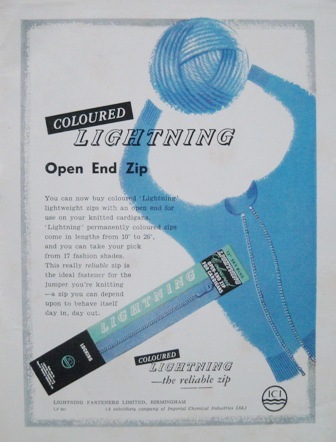 COLOURED
LIGHTNING
Open End Zip
You can now buy coloured 'Lightning'
lightweight zips with an open end for
use on your knitted cardigans.
'Lightning' permanently coloured zips
come in lengths from 10" to 26",
and you can take your pick
from 17 fashion shades.
This really reliable zip is
the ideal fastener for the
jumper you're knitting
—a zip you can depend
upon to behave itself
day in, day out.
LIGHTNING
COLOURED
LIGHTNING
—the reliable zip
ICI
LIGHTNING FASTENERS LIMITED, BIRMINGHAM
(A subsidiary company of Imperial Chemical Industries Ltd.)